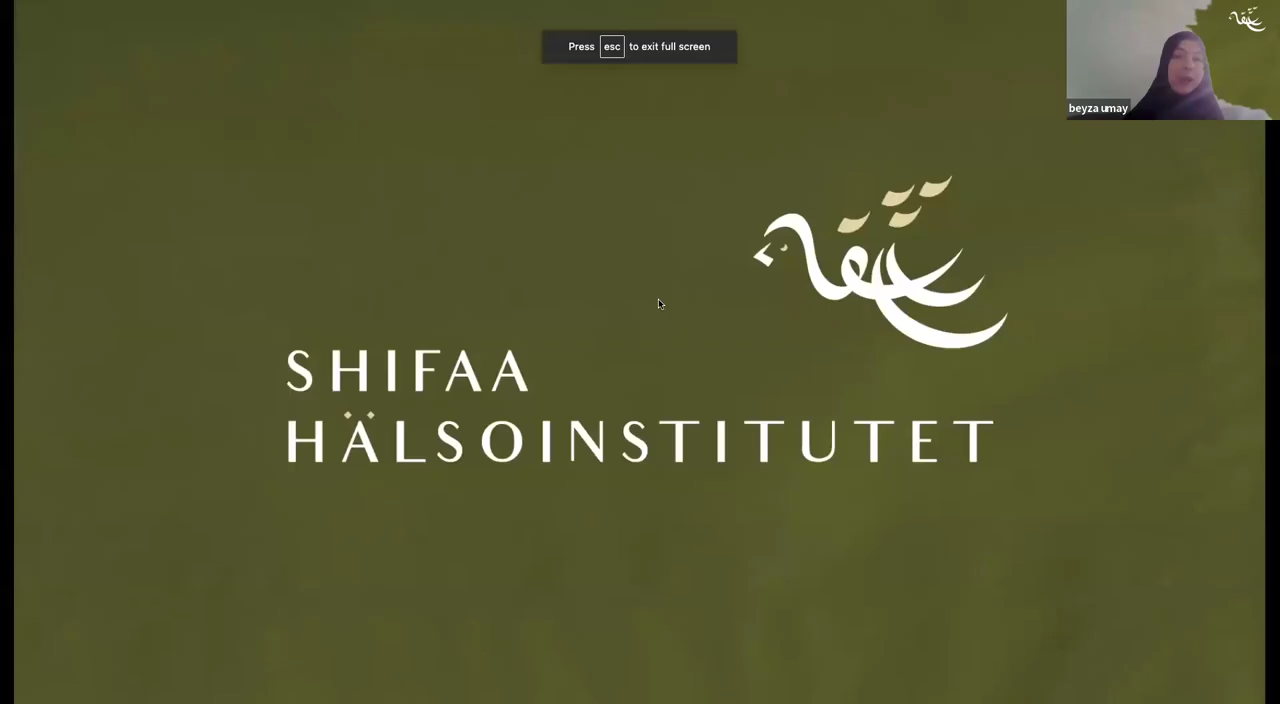 Press esc to exit full screen
beyza umay
SHIFAA
HÄLSOINSTITUTET